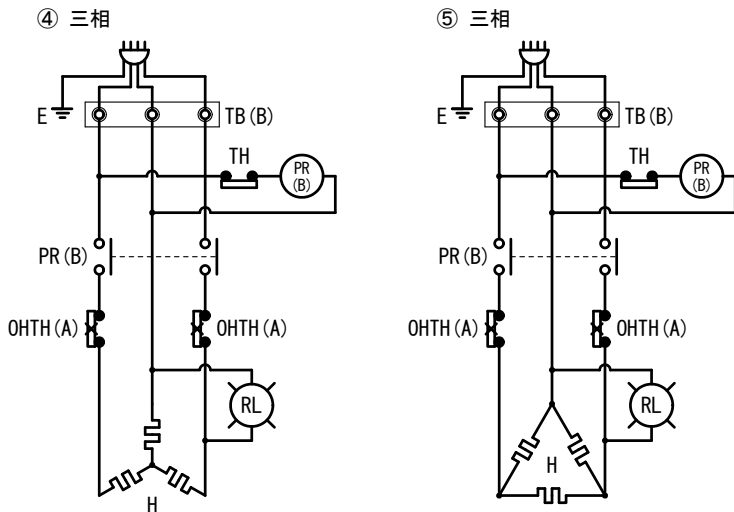 ④ 三相
E
TB(B)
TH
PR
(B)
PR(B)
OHTH(A)
OHTH(A)
RL
H
⑤ 三相
E
TB(B)
TH
PR
(B)
PR(B)
OHTH(A)
OHTH(A)
RL
H